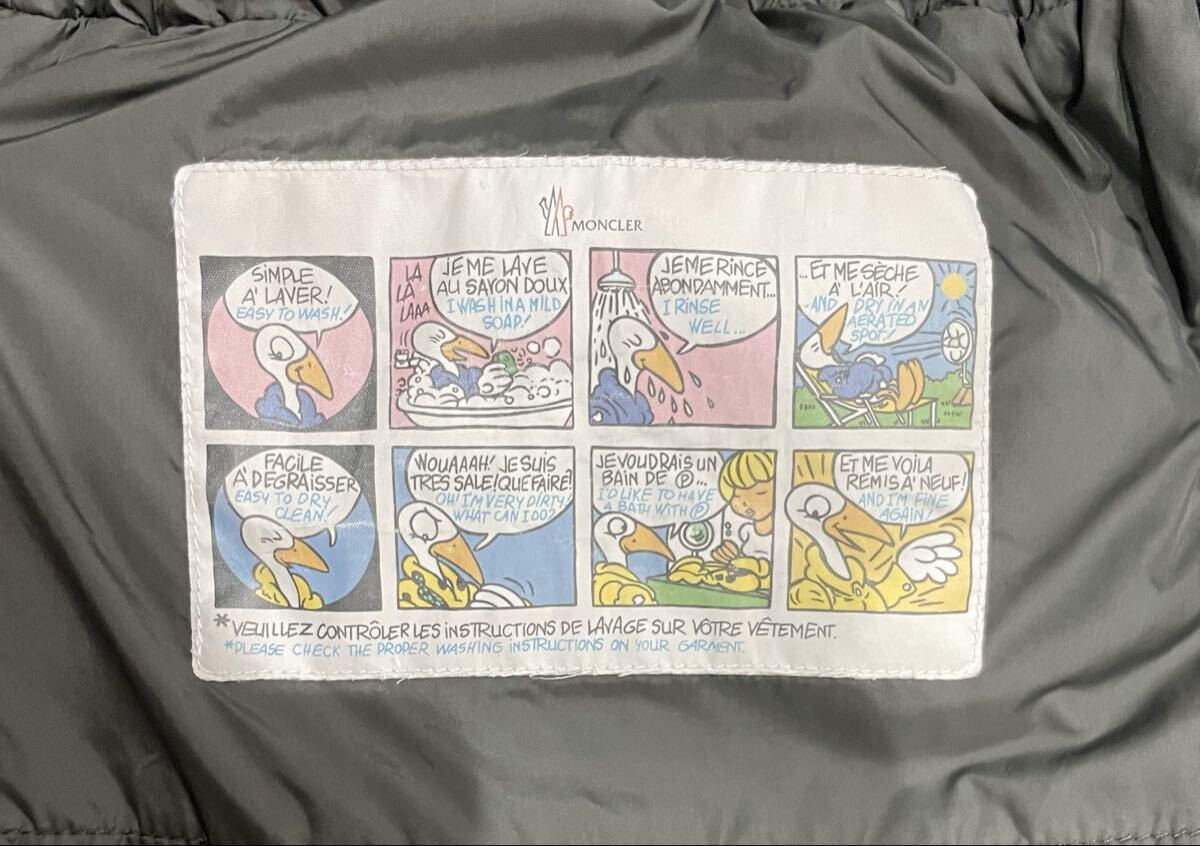 MONCLER
SIMPLE
A' LAVER!
EASY TO WASH!
LA
LA
LAAA
JE ME LAVE
AU SAVON DOUX
I WASH IN A MILD
SOAP!
JE ME RINCE
ABONDAMMENT...
I RINSE
WELL...
...ET ME SÈCHE
A' L'AIR!
...AND DRY IN AN
AERATED
SPOT!
FACILE
A' DEGRAISSER
EASY TO DRY
CLEAN!
WOUAAAH! JE SUIS
TRES SALE! QUE FAIRE?
OH! I'M VERY DIRTY!
WHAT CAN I DO?
JE VOUDRAIS UN
BAIN DE Ⓟ...
I'D LIKE TO HAVE
A BATH WITH Ⓟ
ET ME VOILA
REMIS A' NEUF!
AND I'M FINE
AGAIN!
*VEUILLEZ CONTRÔLER LES INSTRUCTIONS DE LAVAGE SUR VÔTRE VÊTEMENT.
*PLEASE CHECK THE PROPER WASHING INSTRUCTIONS ON YOUR GARMENT.